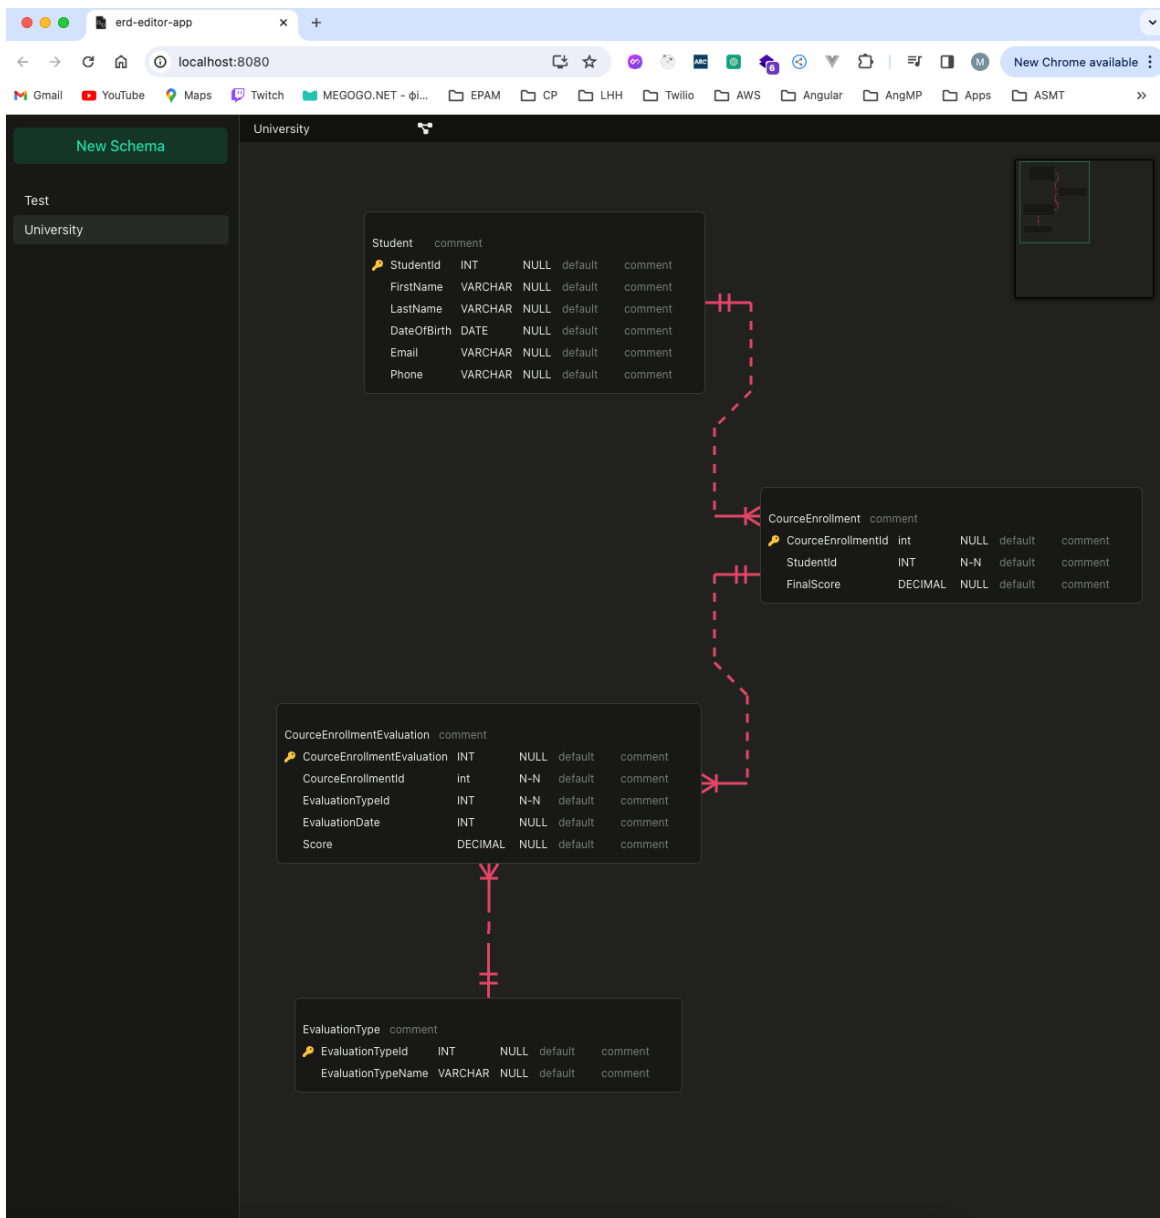 erd-editor-app
localhost:8080
ARC
6
M
New Chrome available
Gmail YouTube Maps Twitch MEGOGO.NET - фі... EPAM CP LHH Twilio AWS Angular AngMP Apps ASMT
New Schema
Test
University
University
Student comment
StudentId INT NULL default comment
FirstName VARCHAR NULL default comment
LastName VARCHAR NULL default comment
DateOfBirth DATE NULL default comment
Email VARCHAR NULL default comment
Phone VARCHAR NULL default comment
CourceEnrollment comment
CourceEnrollmentId int NULL default comment
StudentId INT N-N default comment
FinalScore DECIMAL NULL default comment
CourceEnrollmentEvaluation comment
CourceEnrollmentEvaluation INT NULL default comment
CourceEnrollmentId int N-N default comment
EvaluationTypeId INT N-N default comment
EvaluationDate INT NULL default comment
Score DECIMAL NULL default comment
EvaluationType comment
EvaluationTypeId INT NULL default comment
EvaluationTypeName VARCHAR NULL default comment